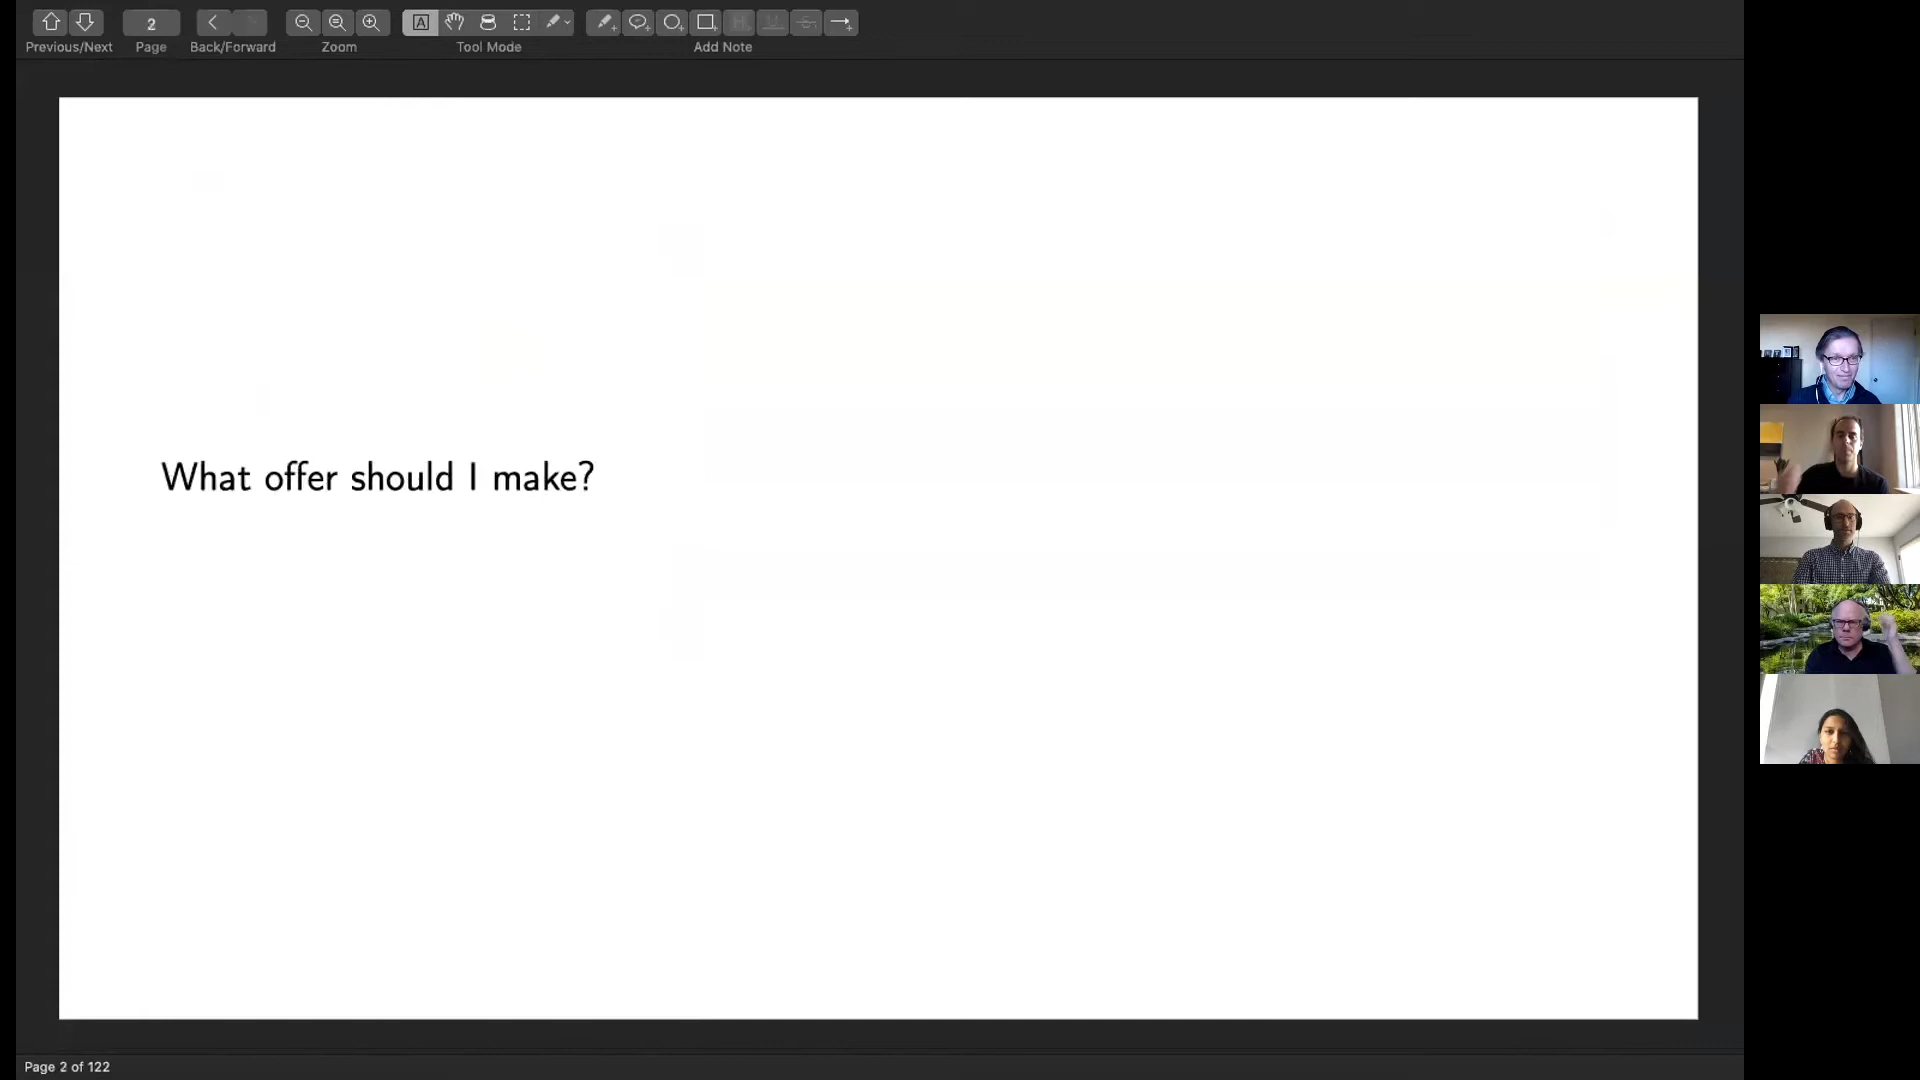 2
Previous/Next
Page
Back/Forward
Zoom
Tool Mode
Add Note
What offer should I make?
Page 2 of 122